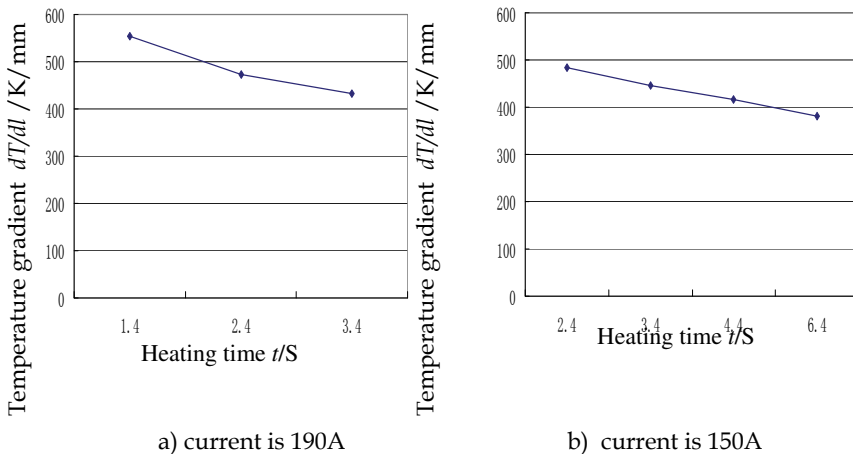 Temperature gradient dT/dl / K/ mm
600
500
400
300
200
100
0
1.4 2.4 3.4
Heating time t/S
a) current is 190A
Temperature gradient dT/dl / K/ mm
600
500
400
300
200
100
0
2.4 3.4 4.4 6.4
Heating time t/S
b) current is 150A